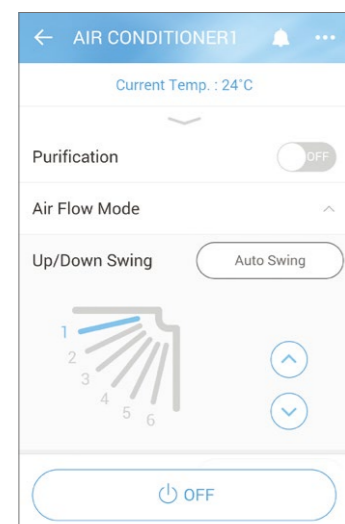 AIR CONDITIONER1
Current Temp. : 24°C
Purification OFF
Air Flow Mode
Up/Down Swing Auto Swing
1
2
3
4
5
6
OFF